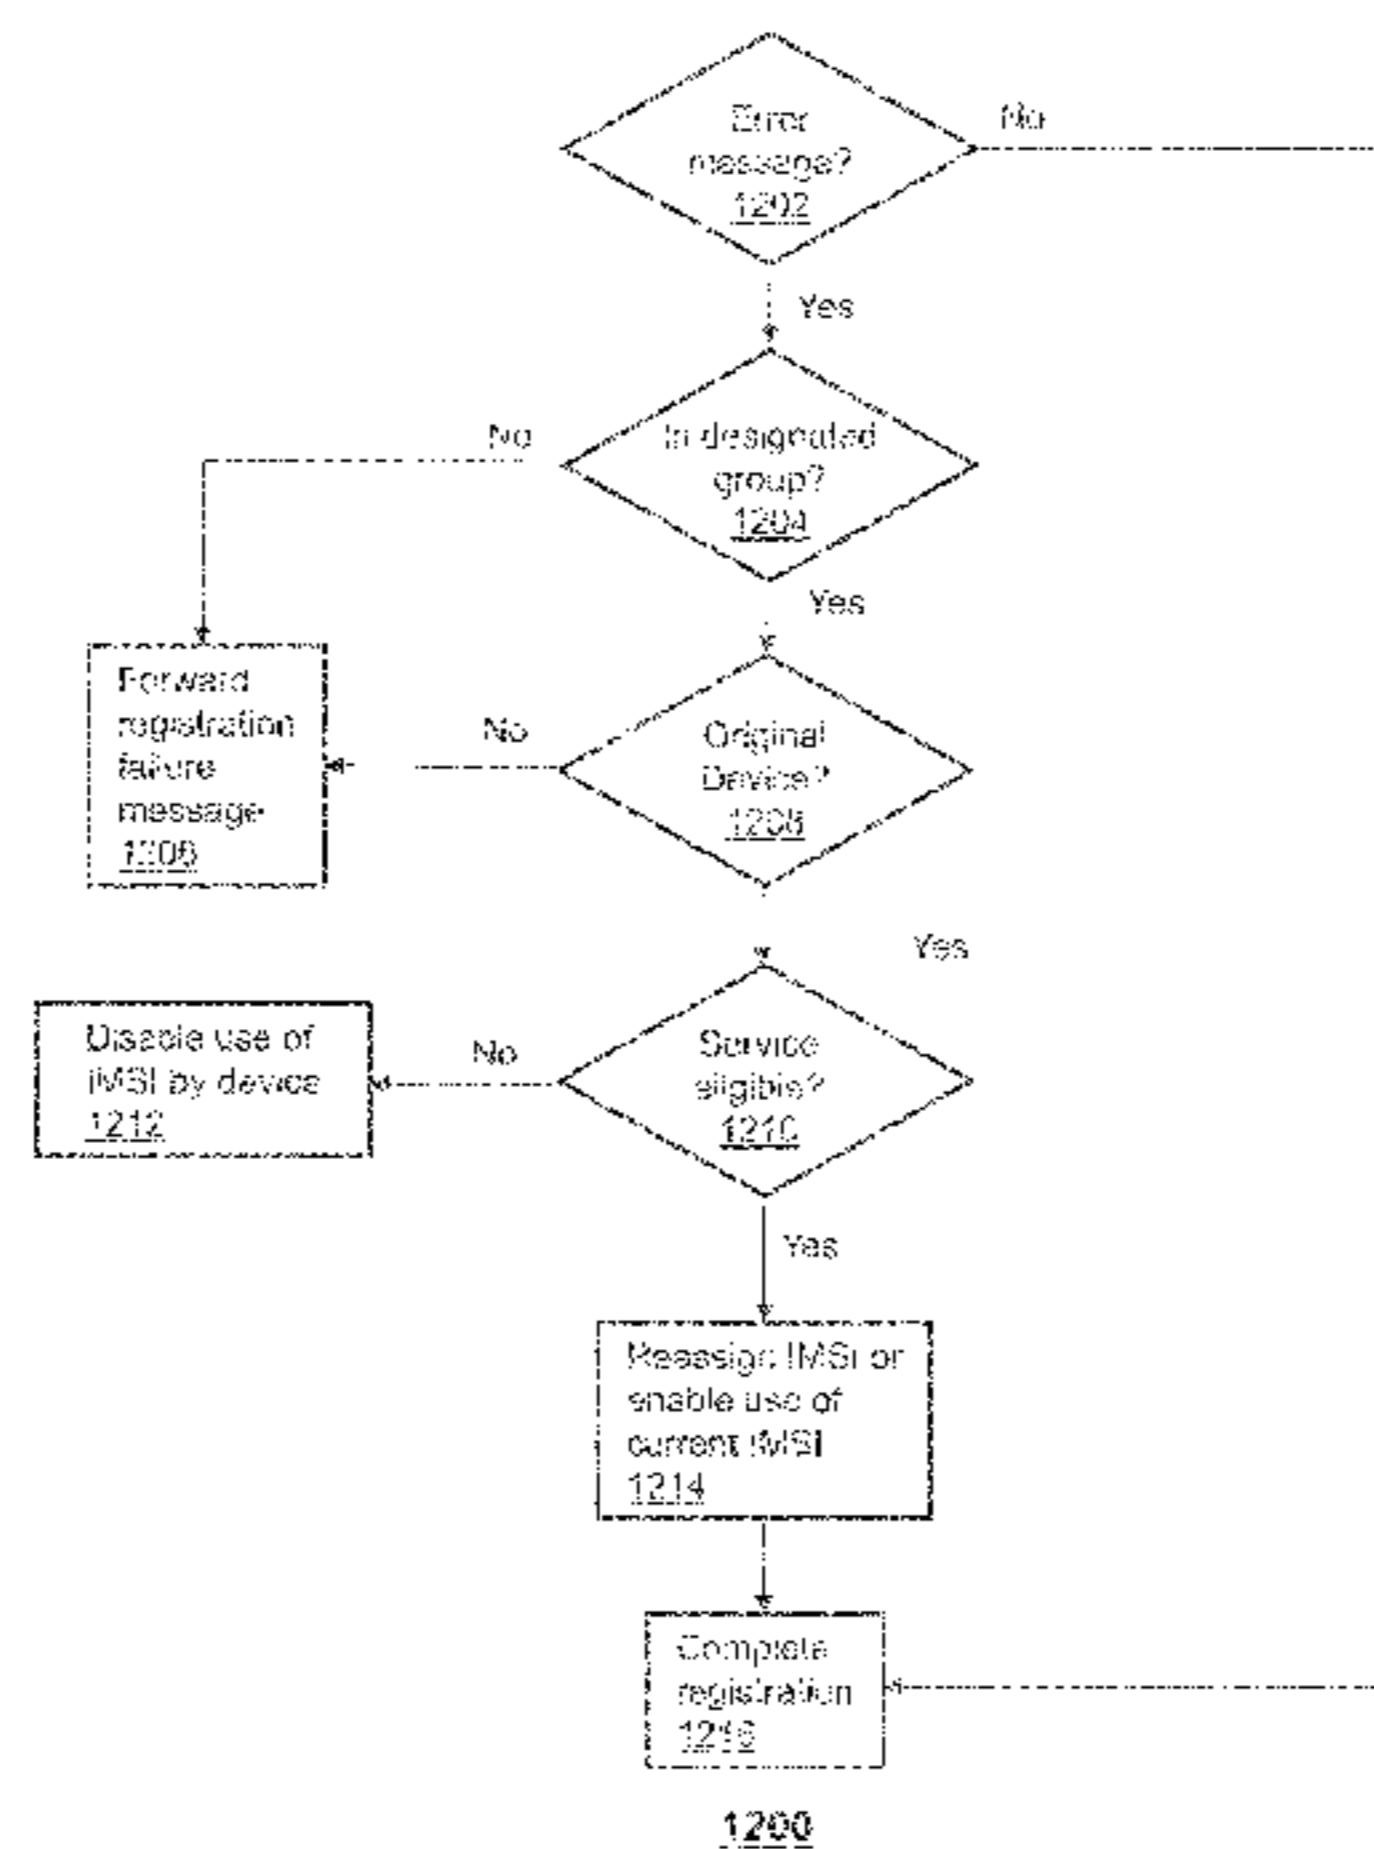 Error
message?
1202
No
Yes
In designated
group?
1204
No
Yes
Forward
registration
failure
message
1206
No
Original
Device?
1208
Yes
Disable use of
IMSI by device
1212
No
Service
eligible?
1210
Yes
Reassign IMSI or
enable use of
current IMSI
1214
Complete
registration
1216
1200